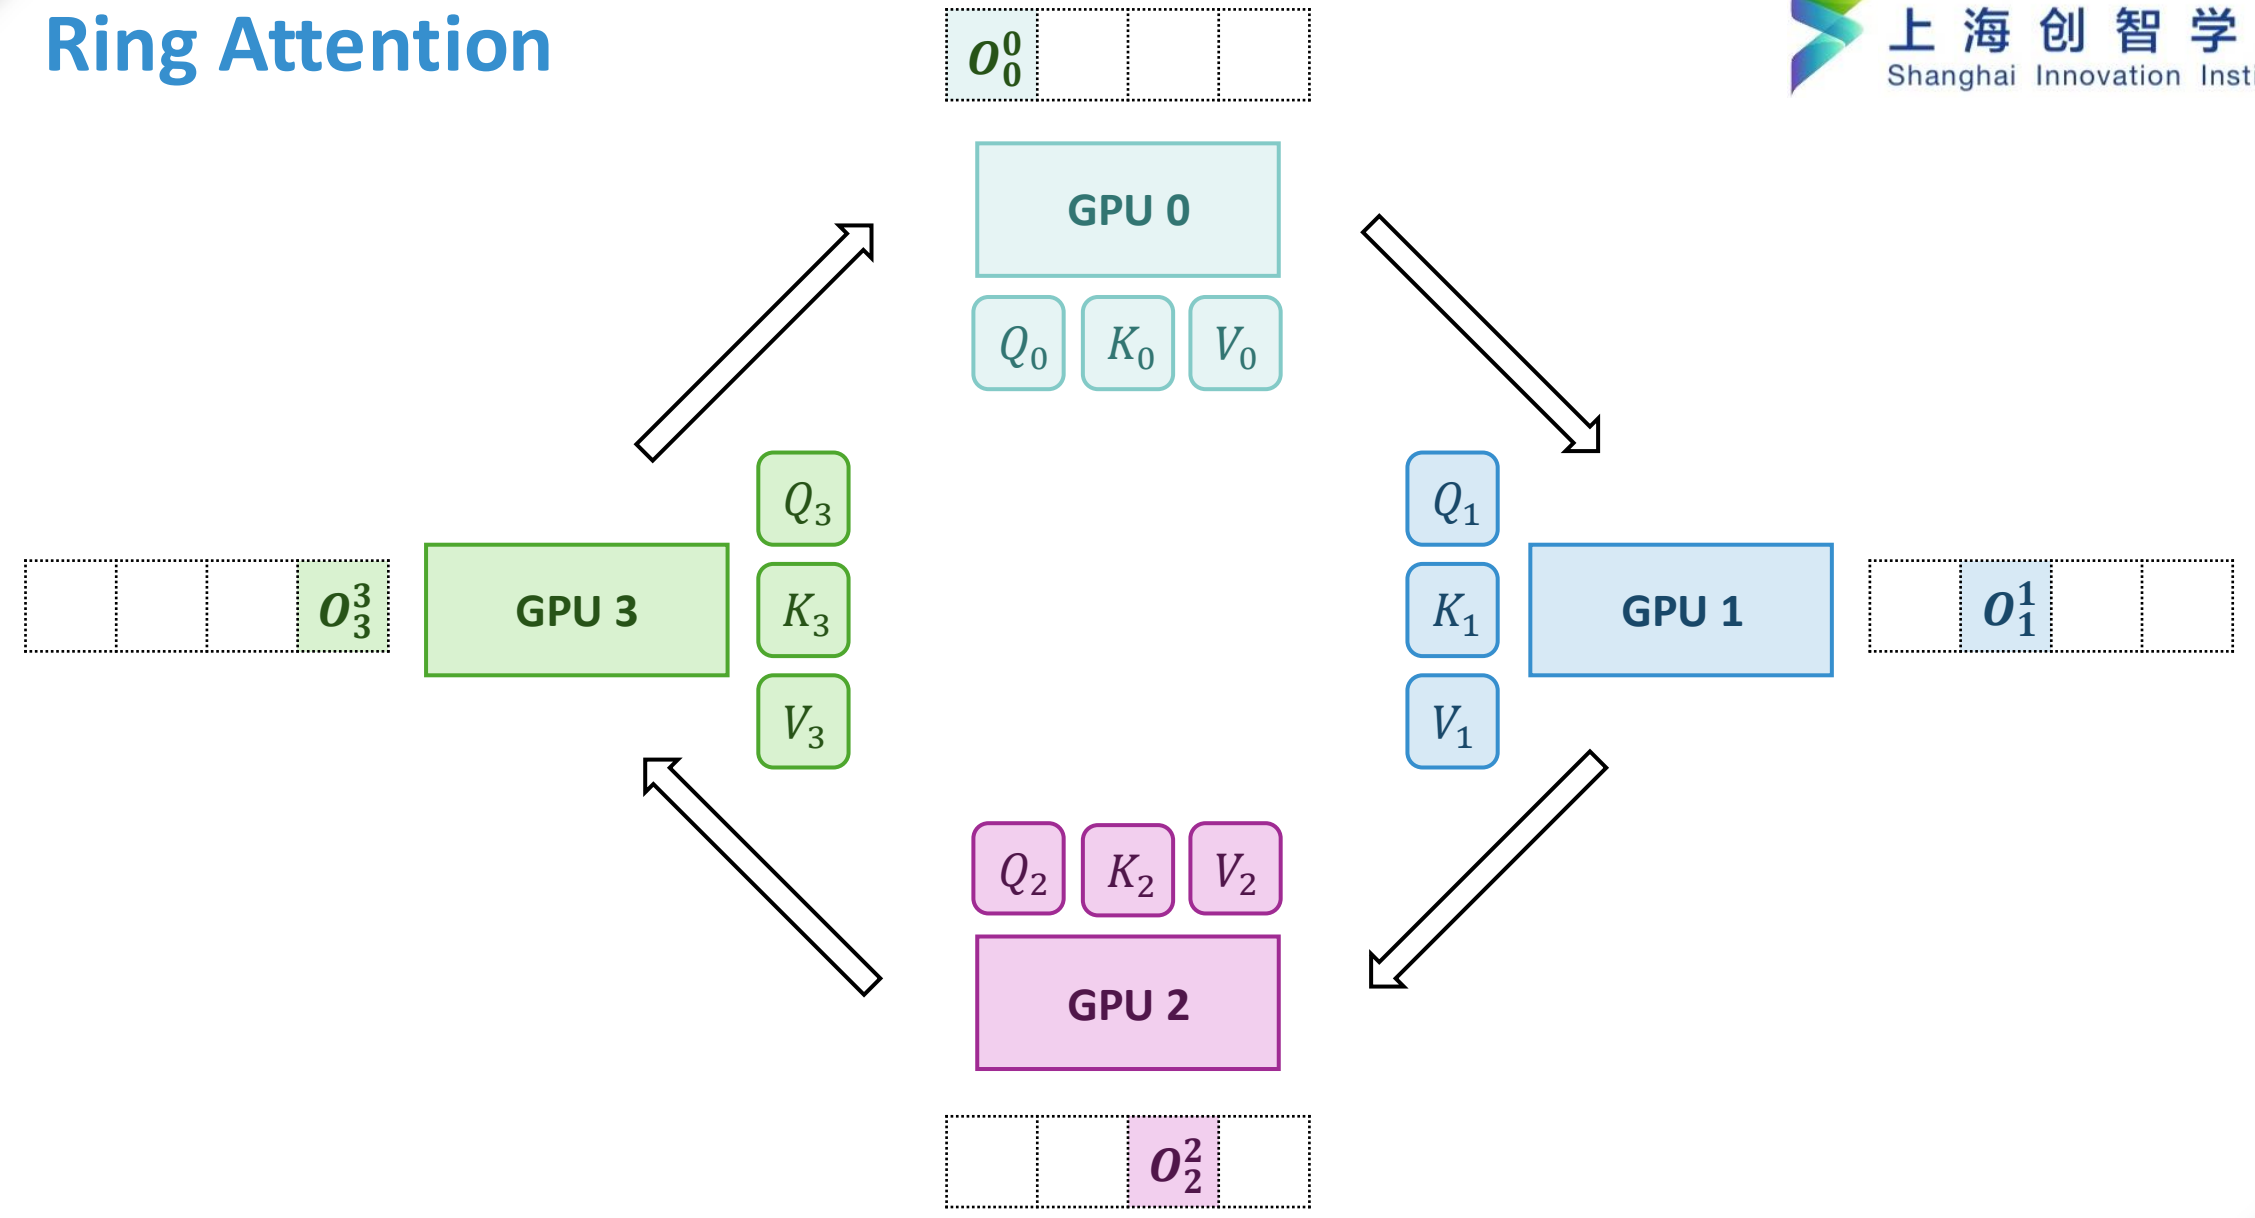 Ring Attention
上海创智学
Shanghai Innovation
O₀⁰
GPU 0
Q₀ K₀ V₀
Q₃
K₃
V₃
GPU 3
O₃³
Q₁
K₁
V₁
GPU 1
O₁¹
Q₂ K₂ V₂
GPU 2
O₂²